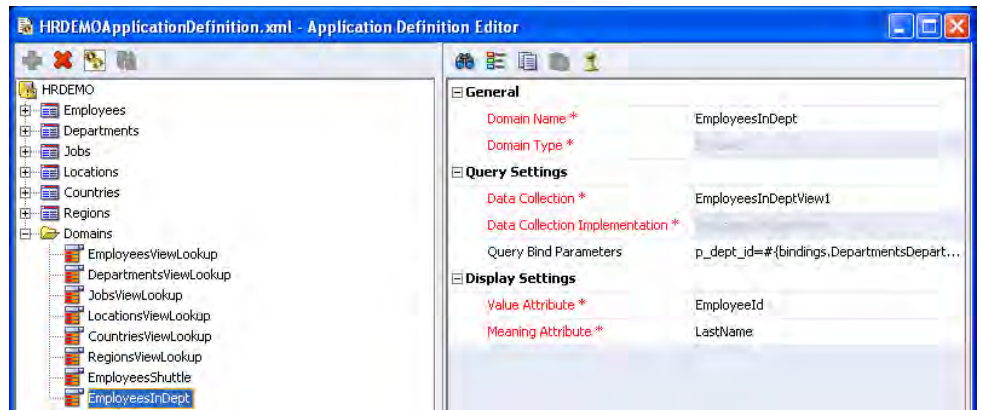 HRDEMOApplicationDefinition.xml - Application Definition Editor
HRDEMO
Employees
Departments
Jobs
Locations
Countries
Regions
Domains
EmployeesViewLookup
DepartmentsViewLookup
JobsViewLookup
LocationsViewLookup
CountriesViewLookup
RegionsViewLookup
EmployeesShuttle
EmployeesInDept
General
Domain Name * EmployeesInDept
Domain Type *
Query Settings
Data Collection * EmployeesInDeptView1
Data Collection Implementation *
Query Bind Parameters p_dept_id=#{bindings.DepartmentsDepart...
Display Settings
Value Attribute * EmployeeId
Meaning Attribute * LastName